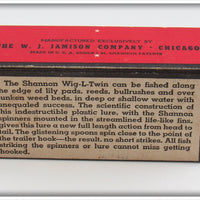 MANUFACTURED EXCLUSIVELY BY
THE W. J. JAMISON COMPANY - CHICAGO
MADE IN U. S. A.
The Shannon Wig-L-Twin can be fished along
the edge of lily pads, reeds, bullrushes and over
sunken weed beds, in deep or shallow water with
unequaled success. The scientific construction of
this indestructible plastic lure, with the Shannon
spinners mounted in the streamlined life-like fins,
gives this lure a new full length action from head to
tail. The glistening spoons spin close to the point of
the trailer hook—the result, no short strikes. All fish
striking the spinners or lure cannot miss getting
hooked.